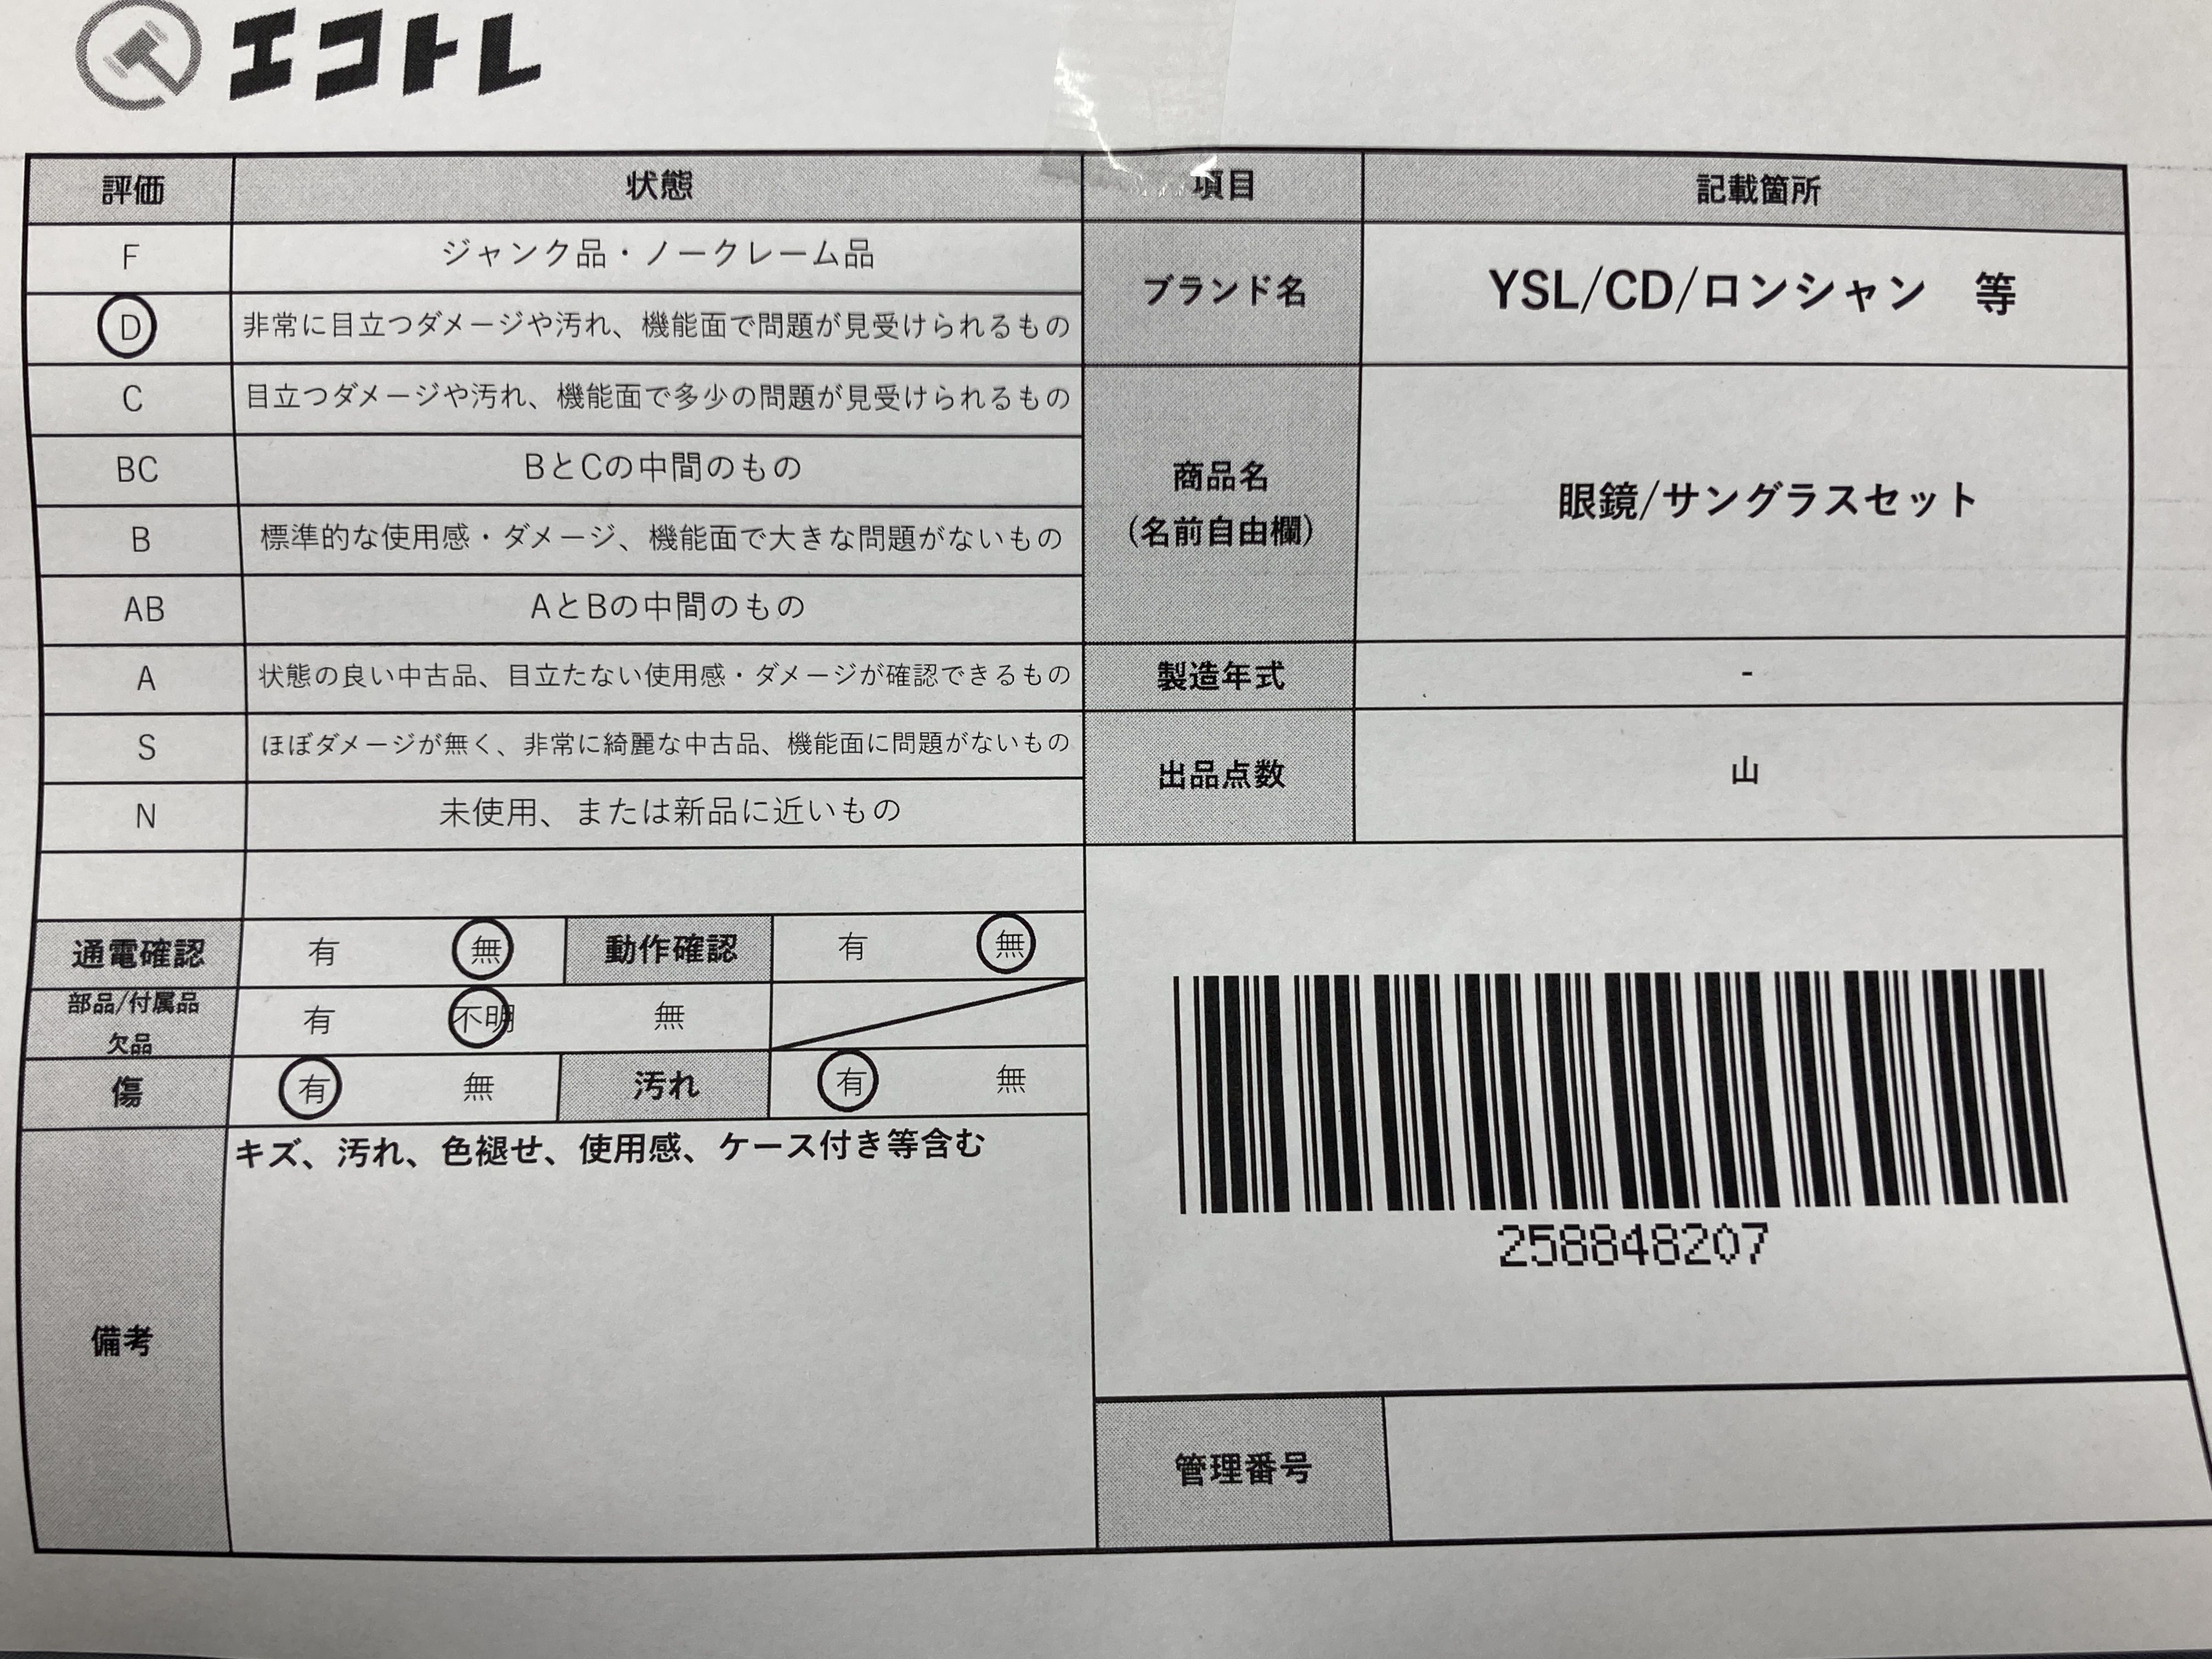 エコトレ
評価 状態 項目 記載箇所
F ジャンク品・ノークレーム品
D 非常に目立つダメージや汚れ、機能面で問題が見受けられるもの
C 目立つダメージや汚れ、機能面で多少の問題が見受けられるもの
BC BとCの中間のもの
B 標準的な使用感・ダメージ、機能面で大きな問題がないもの
AB AとBの中間のもの
A 状態の良い中古品、目立たない使用感・ダメージが確認できるもの
S ほぼダメージが無く、非常に綺麗な中古品、機能面に問題がないもの
N 未使用、または新品に近いもの
ブランド名 YSL/CD/ロンシャン 等
商品名
(名前自由欄)
眼鏡/サングラスセット
製造年式 -
出品点数 山
通電確認 有 無 動作確認 有 無
部品/付属品
欠品
有 不明 無
傷 有 無 汚れ 有 無
備考
キズ、汚れ、色褪せ、使用感、ケース付き等含む
258848207
管理番号